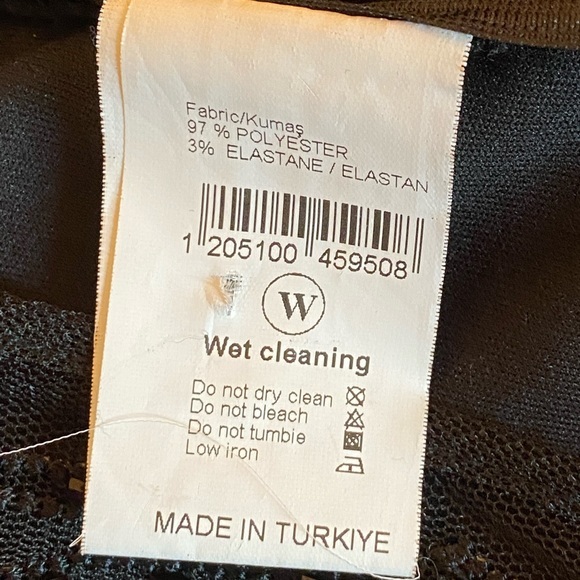 Fabric/Kumaş
97 % POLYESTER
3% ELASTANE / ELASTAN
1 205100 459508
W
Wet cleaning
Do not dry clean
Do not bleach
Do not tumbie
Low iron
MADE IN TURKIYE